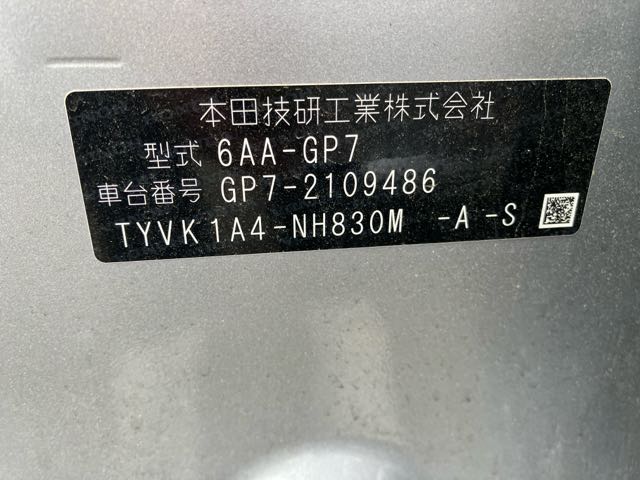 本田技研工業株式会社
型式 6AA-GP7
車台番号 GP7-2109486
TYVK1A4-NH830M -A -S